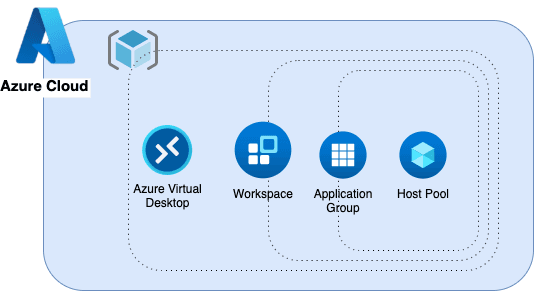 Azure Cloud
Azure Virtual
Desktop
Workspace
Application
Group
Host Pool